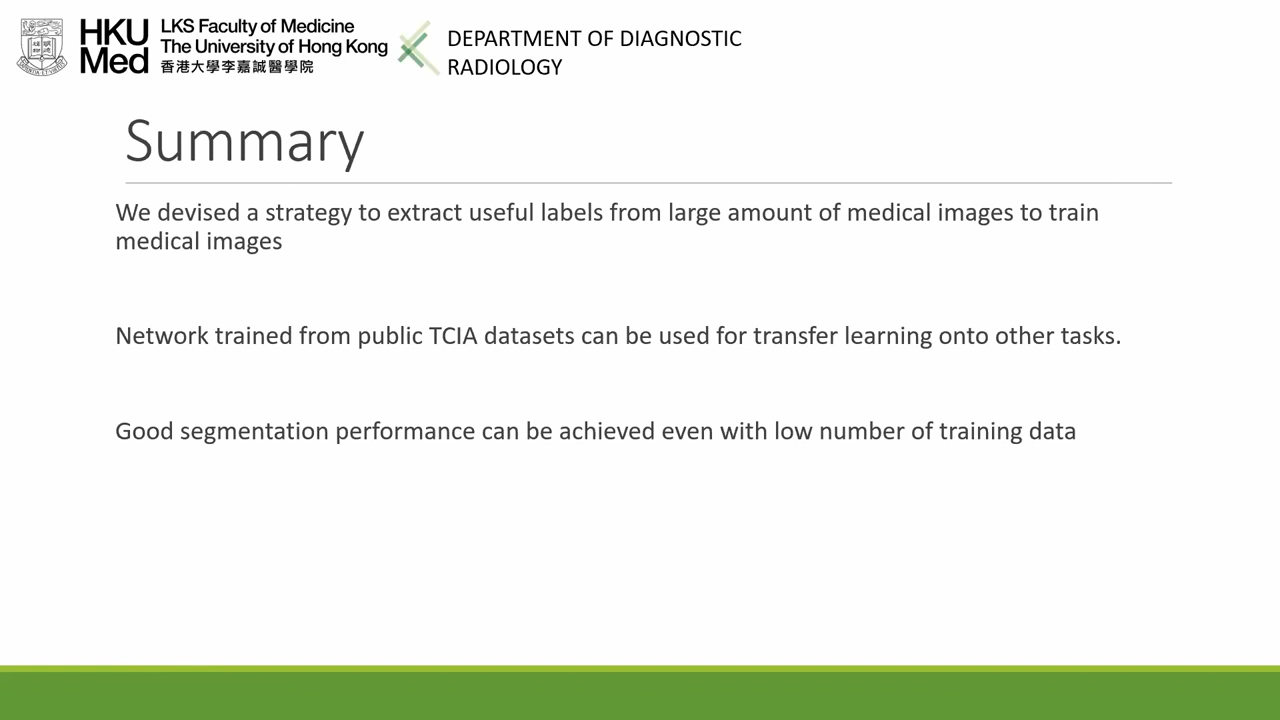 HKU
Med
LKS Faculty of Medicine
The University of Hong Kong
香港大學李嘉誠醫學院
DEPARTMENT OF DIAGNOSTIC
RADIOLOGY
Summary
We devised a strategy to extract useful labels from large amount of medical images to train
medical images
Network trained from public TCIA datasets can be used for transfer learning onto other tasks.
Good segmentation performance can be achieved even with low number of training data